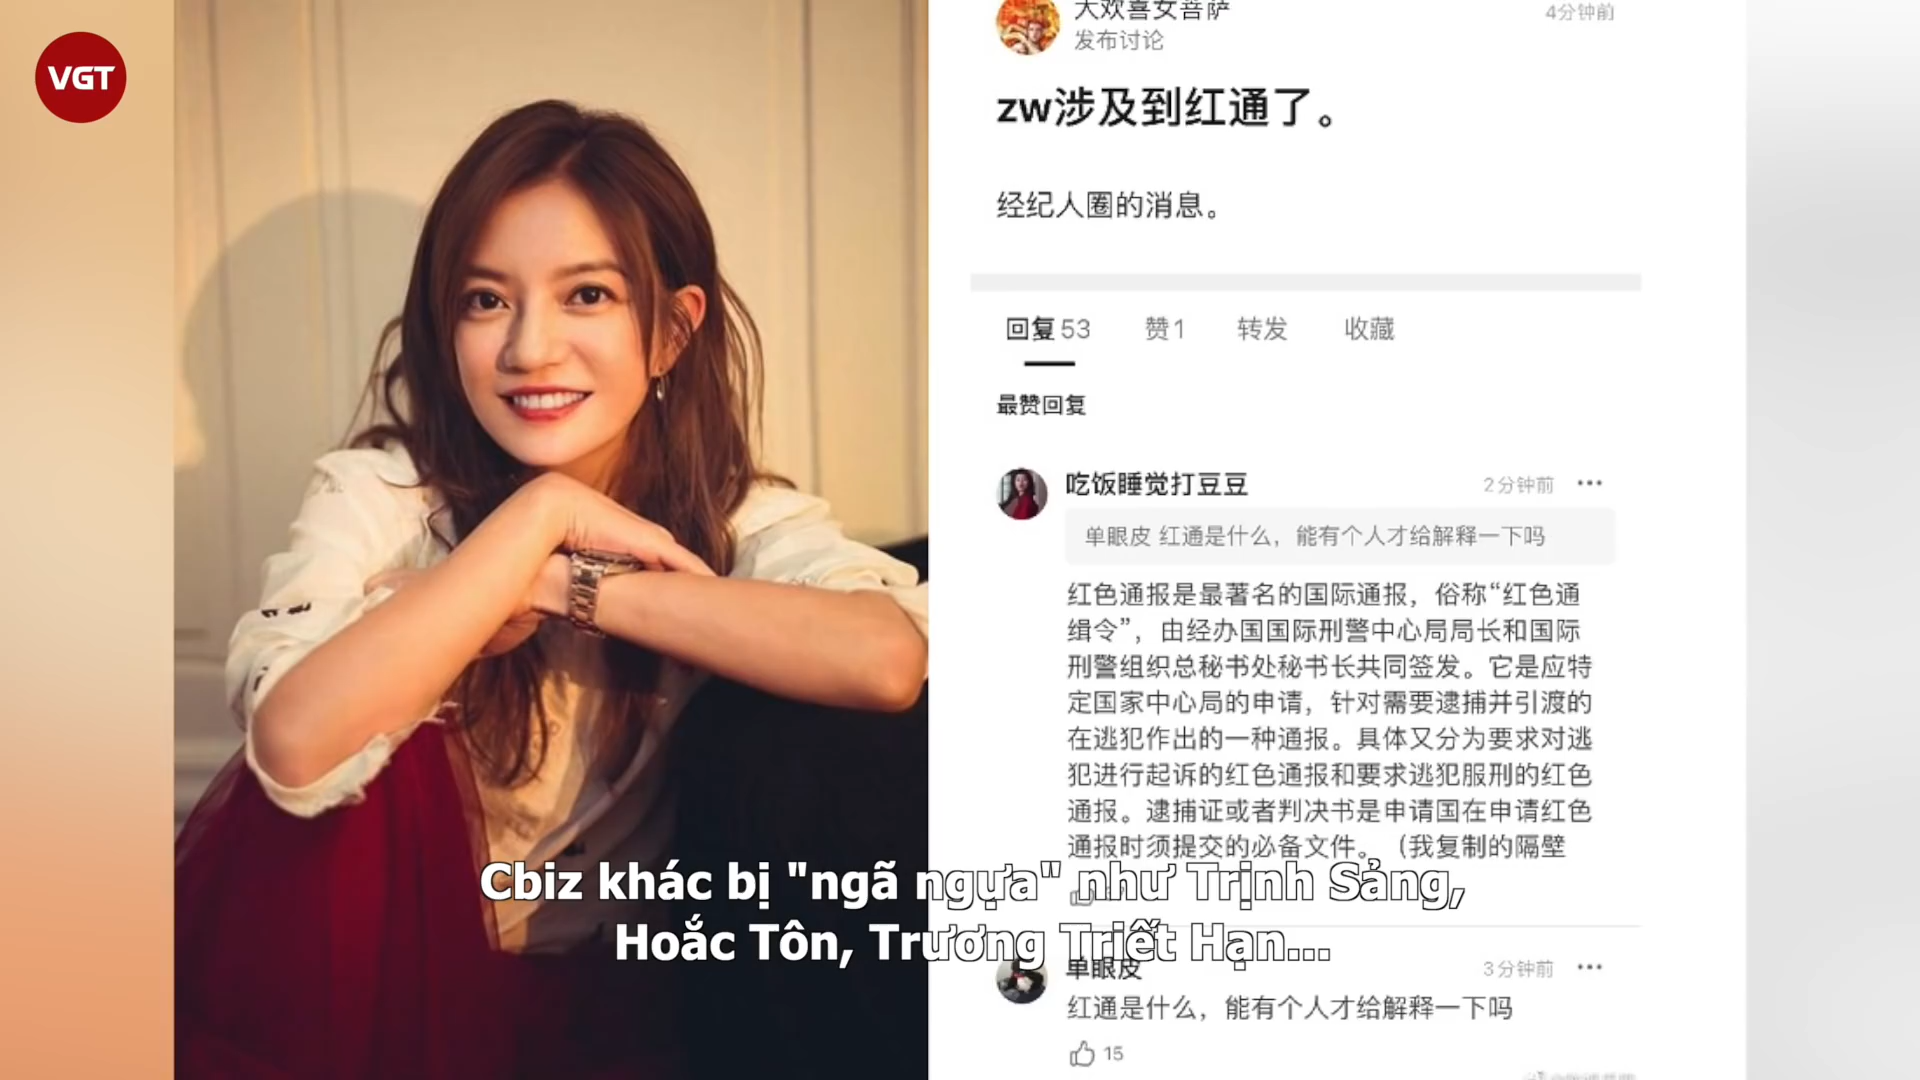 VGT
大欢喜女菩萨
4分钟前
发布讨论
zw涉及到红通了。
经纪人圈的消息。
回复 53 赞1 转发 收藏
最赞回复
吃饭睡觉打豆豆
2分钟前
单眼皮 红通是什么，能有个人才给解释一下吗
红色通报是最著名的国际通报，俗称“红色通
缉令”，由经办国国际刑警中心局局长和国际
刑警组织总秘书处秘书长共同签发。它是应特
定国家中心局的申请，针对需要逮捕并引渡的
在逃犯作出的一种通报。具体又分为要求对逃
犯进行起诉的红色通报和要求逃犯服刑的红色
通报。逮捕证或者判决书是申请国在申请红色
通报时须提交的必备文件。（我复制的隔壁
Cbiz khác bị "ngã ngựa" như Trịnh Sảng,
Hoắc Tôn, Trương Triết Hạn...
单眼皮
3分钟前
红通是什么，能有个人才给解释一下吗
15